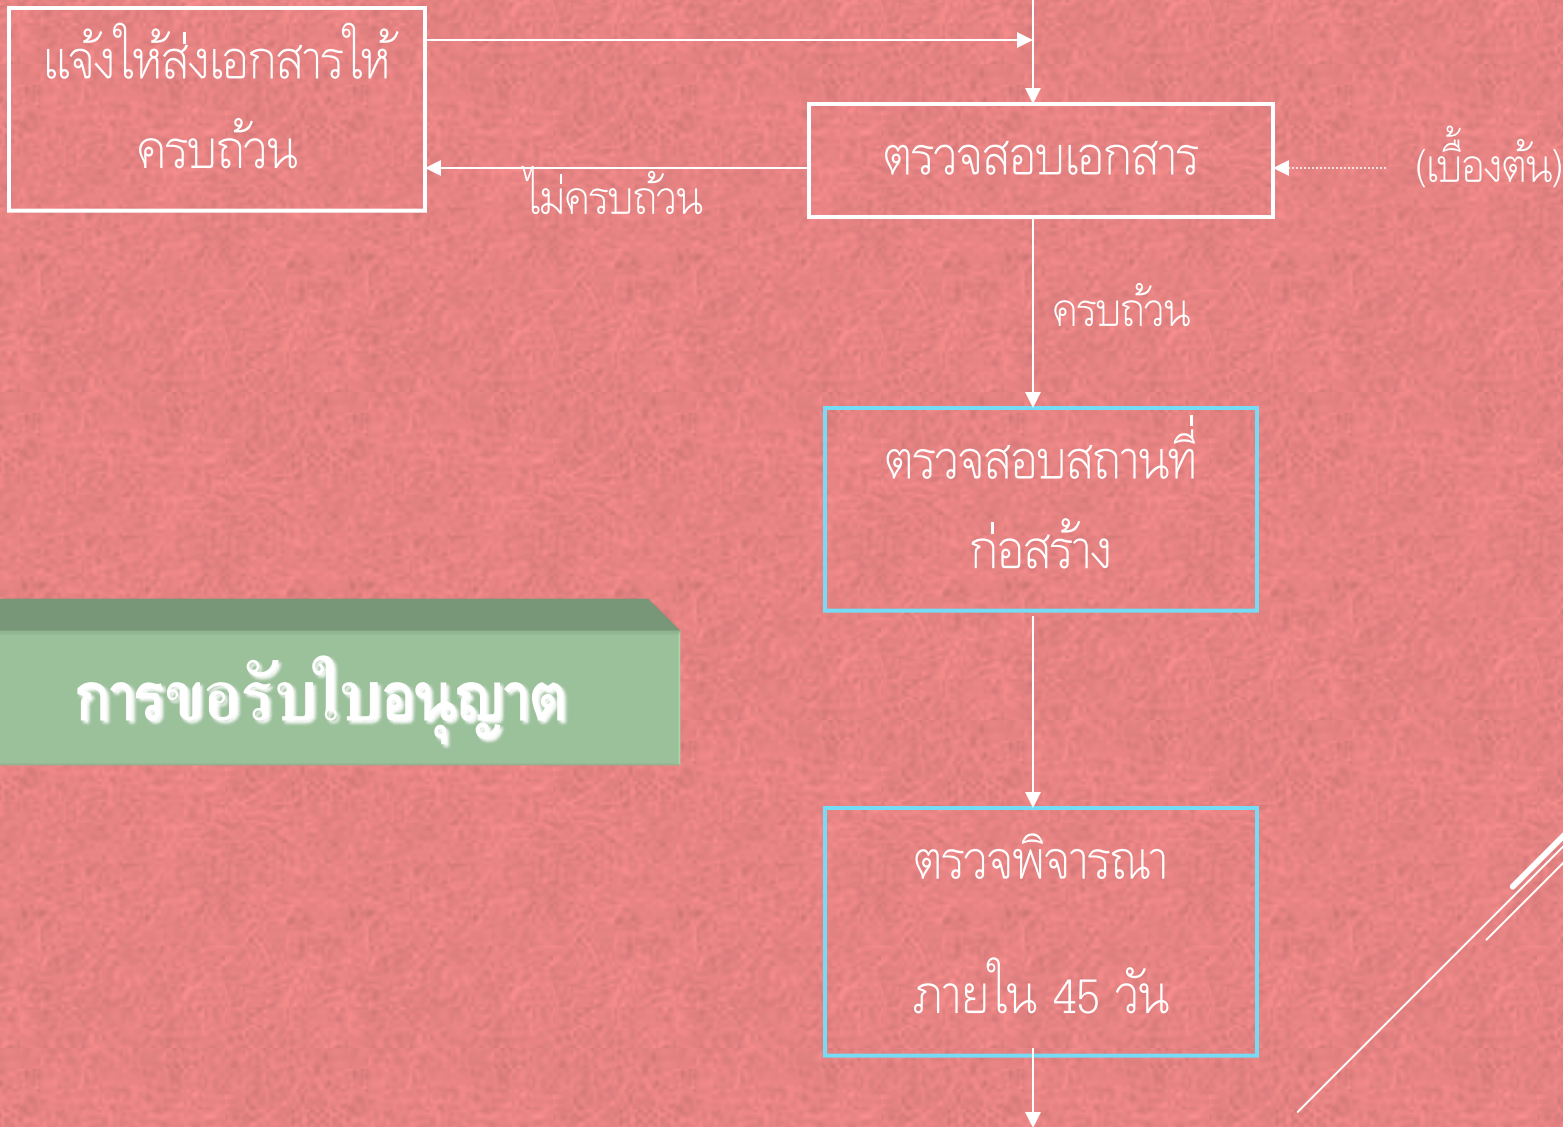 แจ้งให้ส่งเอกสารให้
ครบถ้วน
ตรวจสอบเอกสาร
(เบื้องต้น)
ไม่ครบถ้วน
ครบถ้วน
ตรวจสอบสถานที่
ก่อสร้าง
การขอรับใบอนุญาต
ตรวจพิจารณา
ภายใน 45 วัน